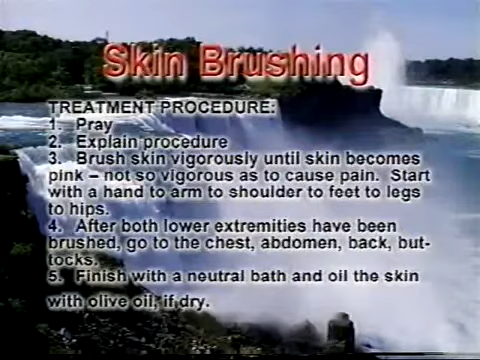 Skin Brushing
TREATMENT PROCEDURE:
1. Pray
2. Explain procedure
3. Brush skin vigorously until skin becomes
pink – not so vigorous as to cause pain. Start
with a hand to arm to shoulder to feet to legs
to hips.
4. After both lower extremities have been
brushed, go to the chest, abdomen, back, but-
tocks.
5. Finish with a neutral bath and oil the skin
with olive oil, if dry.